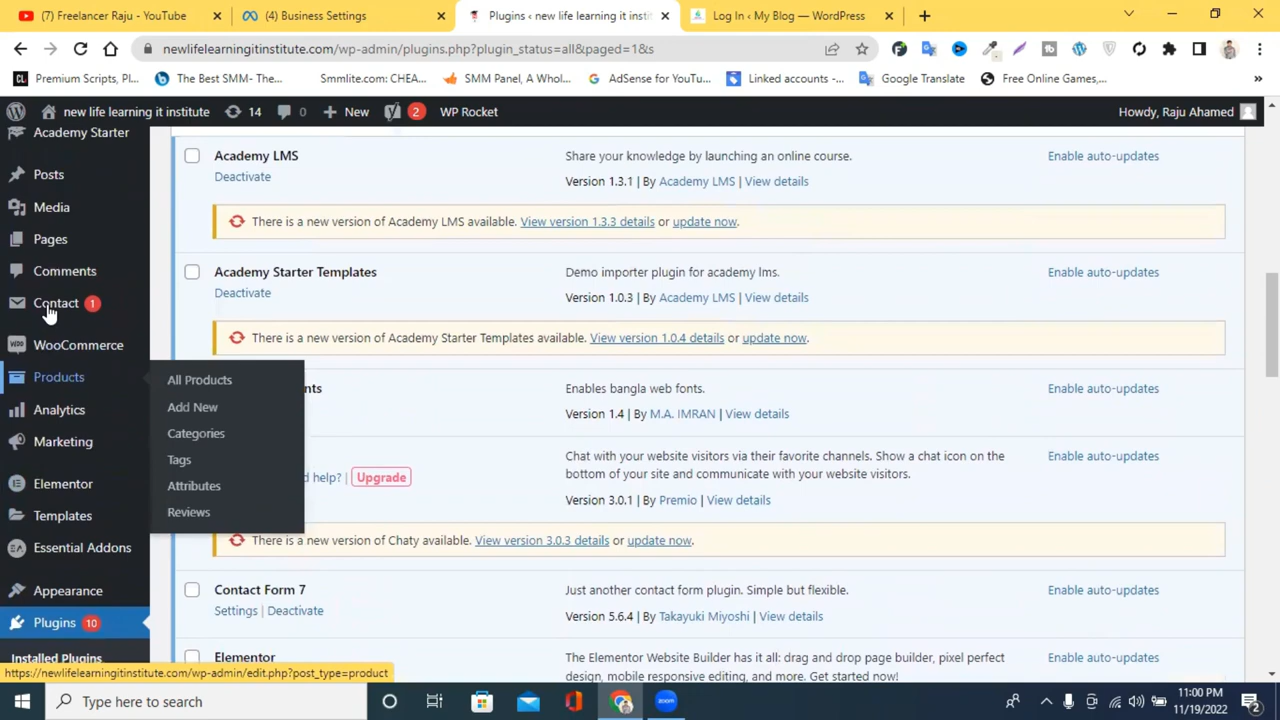 (7) Freelancer Raju - YouTube
(4) Business Settings
Plugins ‹ new life learning it insti
Log In ‹ My Blog — WordPress
newlifelearningitinstitute.com/wp-admin/plugins.php?plugin_status=all&paged=1&s
CL Premium Scripts, Pl...
The Best SMM- The...
Smmlite.com: CHEA...
SMM Panel, A Whol...
AdSense for YouTu...
Linked accounts -...
Google Translate
Free Online Games,...
»
new life learning it institute
14
0
New
2
WP Rocket
Howdy, Raju Ahamed
Academy Starter
Posts
Media
Pages
Comments
Contact 1
WooCommerce
Products
Analytics
Marketing
Elementor
Templates
Essential Addons
Appearance
Plugins 10
Installed Plugins
All Products
Add New
Categories
Tags
Attributes
Reviews
Academy LMS
Deactivate
Share your knowledge by launching an online course.
Version 1.3.1 | By Academy LMS | View details
Enable auto-updates
There is a new version of Academy LMS available. View version 1.3.3 details or update now.
Academy Starter Templates
Deactivate
Demo importer plugin for academy lms.
Version 1.0.3 | By Academy LMS | View details
Enable auto-updates
There is a new version of Academy Starter Templates available. View version 1.0.4 details or update now.
nts
Enables bangla web fonts.
Version 1.4 | By M.A. IMRAN | View details
Enable auto-updates
d help? | Upgrade
Chat with your website visitors via their favorite channels. Show a chat icon on the
bottom of your site and communicate with your website visitors.
Version 3.0.1 | By Premio | View details
Enable auto-updates
There is a new version of Chaty available. View version 3.0.3 details or update now.
Contact Form 7
Settings | Deactivate
Just another contact form plugin. Simple but flexible.
Version 5.6.4 | By Takayuki Miyoshi | View details
Enable auto-updates
Elementor
The Elementor Website Builder has it all: drag and drop page builder, pixel perfect
design, mobile responsive editing, and more. Get started now!
Enable auto-updates
https://newlifelearningitinstitute.com/wp-admin/edit.php?post_type=product
Type here to search
zoom
11:00 PM
11/19/2022
2